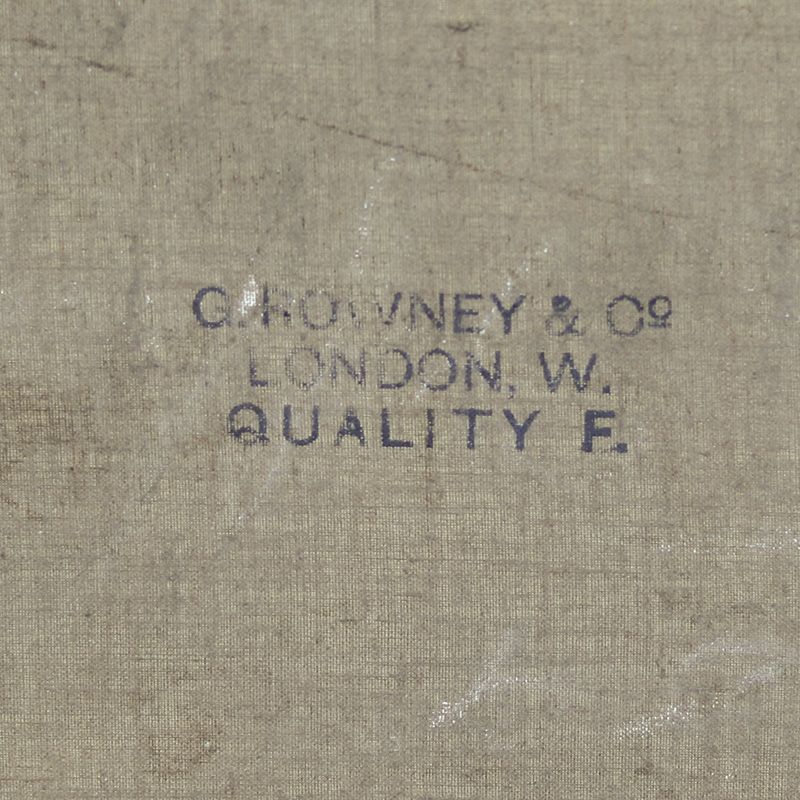 G. ROWNEY & Cº
LONDON, W.
QUALITY F.